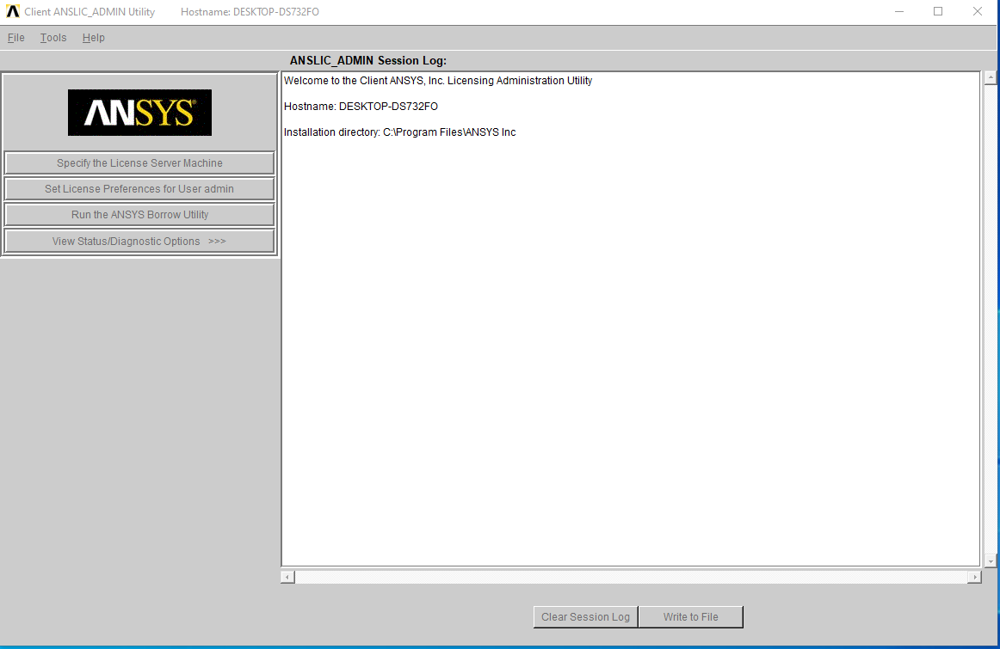 Client ANSLIC_ADMIN Utility Hostname: DESKTOP-DS732FO
File Tools Help
ANSLIC_ADMIN Session Log:
ANSYS®
Specify the License Server Machine
Set License Preferences for User admin
Run the ANSYS Borrow Utility
View Status/Diagnostic Options >>>
Welcome to the Client ANSYS, Inc. Licensing Administration Utility
Hostname: DESKTOP-DS732FO
Installation directory: C:\Program Files\ANSYS Inc
Clear Session Log Write to File